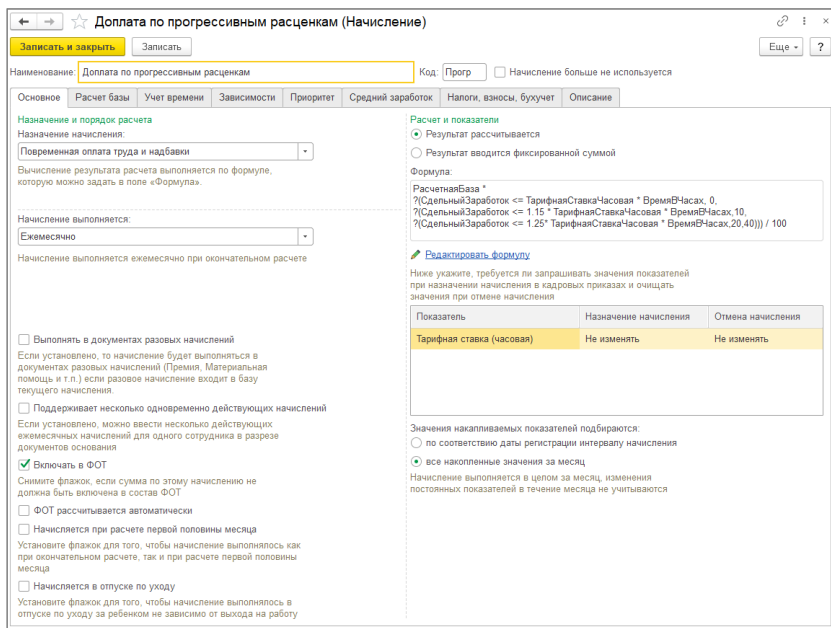 Доплата по прогрессивным расценкам (Начисление)
Записать и закрыть
Записать
Еще
?
Наименование:
Доплата по прогрессивным расценкам
Код:
Прогр
Начисление больше не используется
Основное
Расчет базы
Учет времени
Зависимости
Приоритет
Средний заработок
Налоги, взносы, бухучет
Описание
Назначение и порядок расчета
Назначение начисления:
Повременная оплата труда и надбавки
Вычисление результата расчета выполняется по формуле,
которую можно задать в поле «Формула».
Начисление выполняется:
Ежемесячно
Начисление выполняется ежемесячно при окончательном расчете
Выполнять в документах разовых начислений
Если установлено, то начисление будет выполняться в
документах разовых начислений (Премия, Материальная
помощь и т.п.) если разовое начисление входит в базу
текущего начисления.
Поддерживает несколько одновременно действующих начислений
Если установлено, можно ввести несколько действующих
ежемесячных начислений для одного сотрудника в разрезе
документов основания
Включать в ФОТ
Снимите флажок, если сумма по этому начислению не
должна быть включена в состав ФОТ
ФОТ рассчитывается автоматически
Начисляется при расчете первой половины месяца
Установите флажок для того, чтобы начисление выполнялось как
при окончательном расчете, так и при расчете первой половины
месяца
Начисляется в отпуске по уходу
Установите флажок для того, чтобы начисление выполнялось в
отпуске по уходу за ребенком не зависимо от выхода на работу
Расчет и показатели
Результат рассчитывается
Результат вводится фиксированной суммой
Формула:
РасчетнаяБаза *
?(СдельныйЗаработок <= ТарифнаяСтавкаЧасовая * ВремяВЧасах, 0,
?(СдельныйЗаработок <= 1.15 * ТарифнаяСтавкаЧасовая * ВремяВЧасах,10,
?(СдельныйЗаработок <= 1.25* ТарифнаяСтавкаЧасовая * ВремяВЧасах,20,40))) / 100
Редактировать формулу
Ниже укажите, требуется ли запрашивать значения показателей
при назначении начисления в кадровых приказах и очищать
значения при отмене начисления
Показатель
Назначение начисления
Отмена начисления
Тарифная ставка (часовая)
Не изменять
Не изменять
Значения накапливаемых показателей подбираются:
по соответствию даты регистрации интервалу начисления
все накопленные значения за месяц
Начисление выполняется в целом за месяц, изменения
постоянных показателей в течение месяца не учитываются